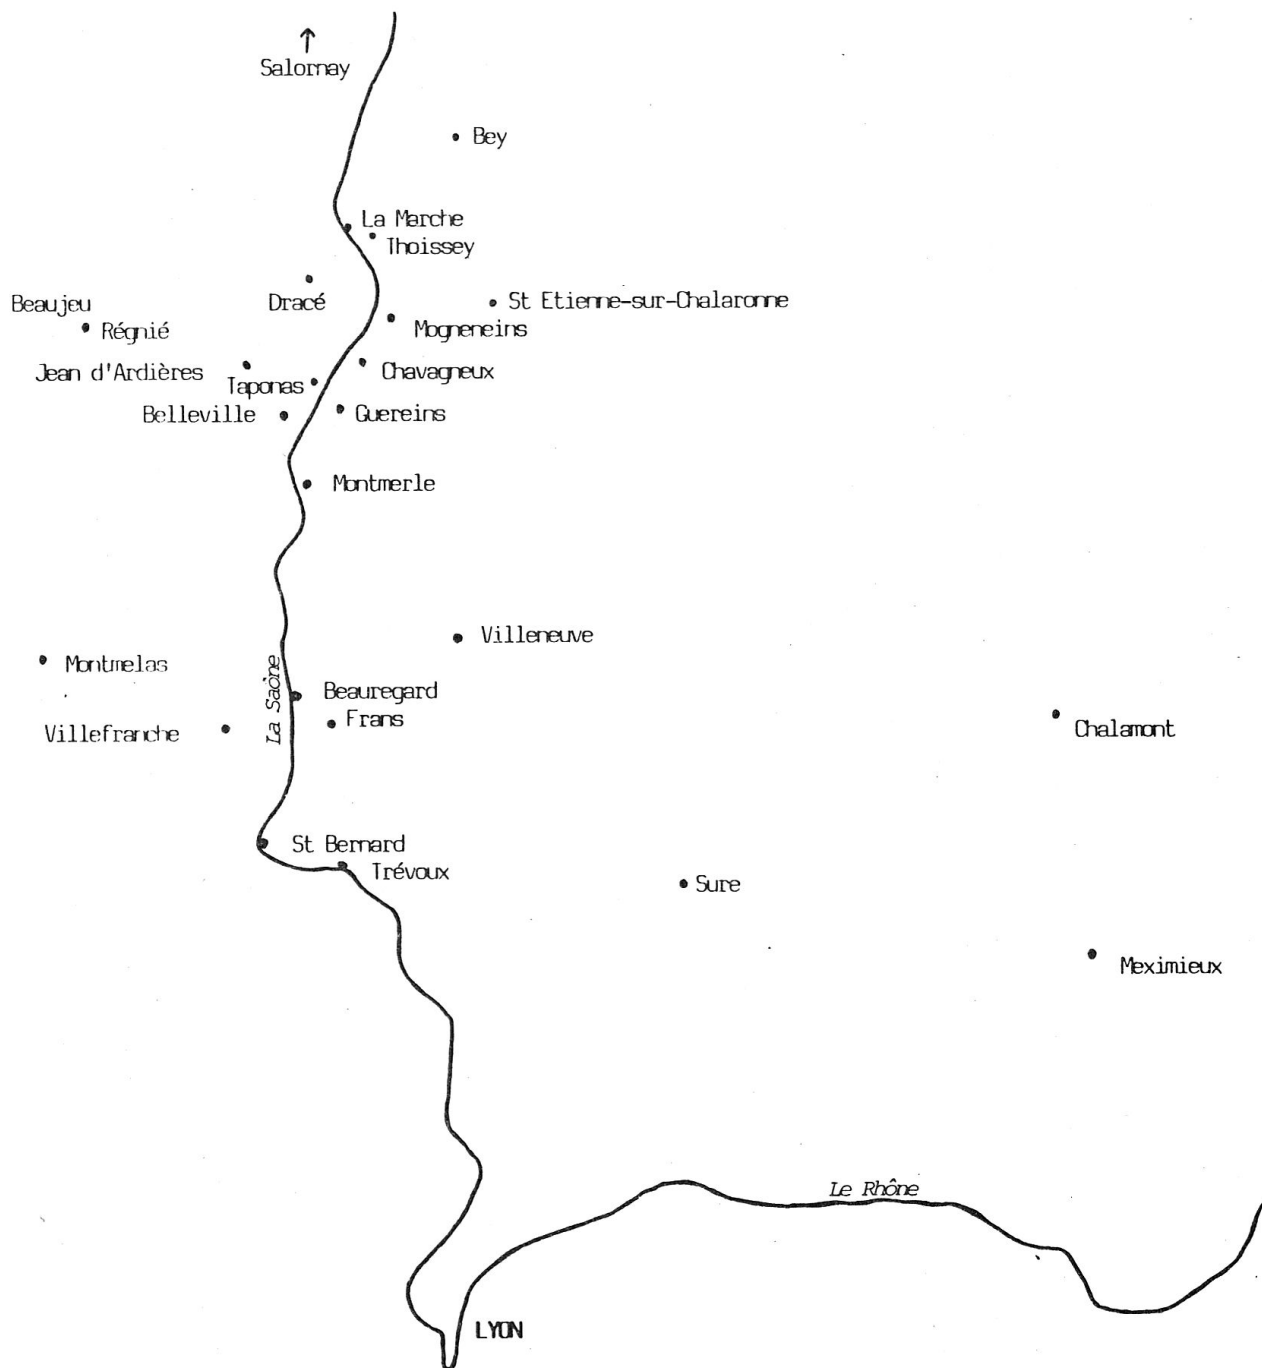 ↑
Salornay
Bey
La Marche
Thoissey
Dracé
St Etienne-sur-Chalaronne
Beaujeu
Régnié
Mogneneins
Jean d'Ardières
Chavagneux
Taponas
Belleville
Guereins
Montmerle
Villeneuve
Montmelas
La Saône
Beauregard
Frans
Villefranche
Chalamont
St Bernard
Trévoux
Sure
Meximieux
Le Rhône
LYON